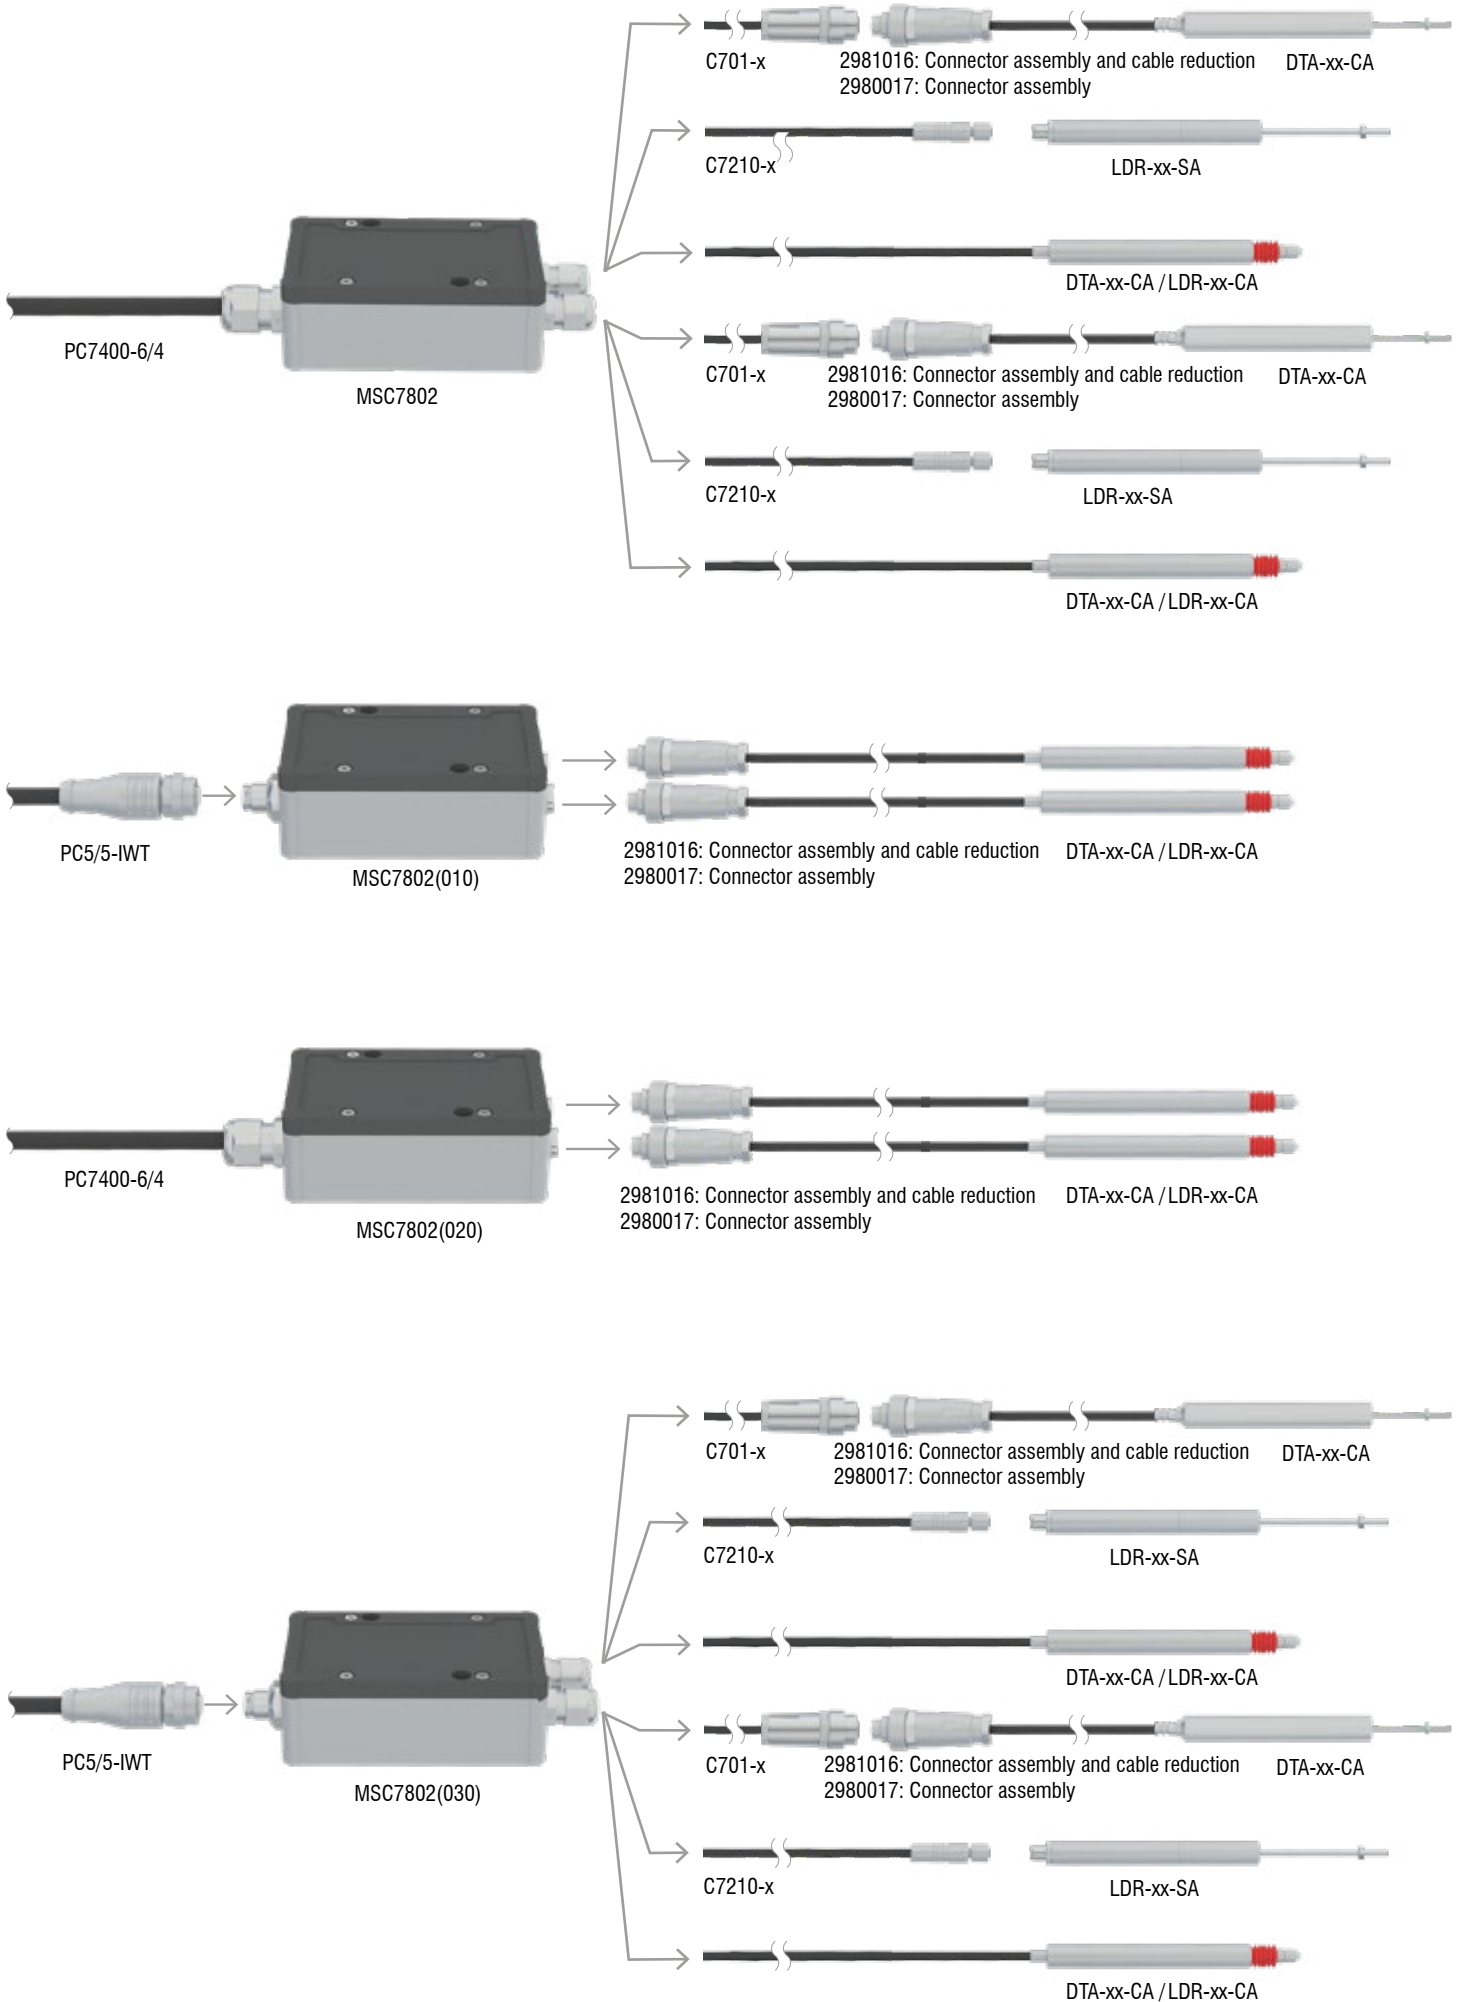 C701-x
2981016: Connector assembly and cable reduction
2980017: Connector assembly
DTA-xx-CA
C7210-x
LDR-xx-SA
DTA-xx-CA / LDR-xx-CA
PC7400-6/4
MSC7802
C701-x
2981016: Connector assembly and cable reduction
2980017: Connector assembly
DTA-xx-CA
C7210-x
LDR-xx-SA
DTA-xx-CA / LDR-xx-CA
PC5/5-IWT
MSC7802(010)
2981016: Connector assembly and cable reduction
2980017: Connector assembly
DTA-xx-CA / LDR-xx-CA
PC7400-6/4
MSC7802(020)
2981016: Connector assembly and cable reduction
2980017: Connector assembly
DTA-xx-CA / LDR-xx-CA
C701-x
2981016: Connector assembly and cable reduction
2980017: Connector assembly
DTA-xx-CA
C7210-x
LDR-xx-SA
DTA-xx-CA / LDR-xx-CA
PC5/5-IWT
MSC7802(030)
C701-x
2981016: Connector assembly and cable reduction
2980017: Connector assembly
DTA-xx-CA
C7210-x
LDR-xx-SA
DTA-xx-CA / LDR-xx-CA